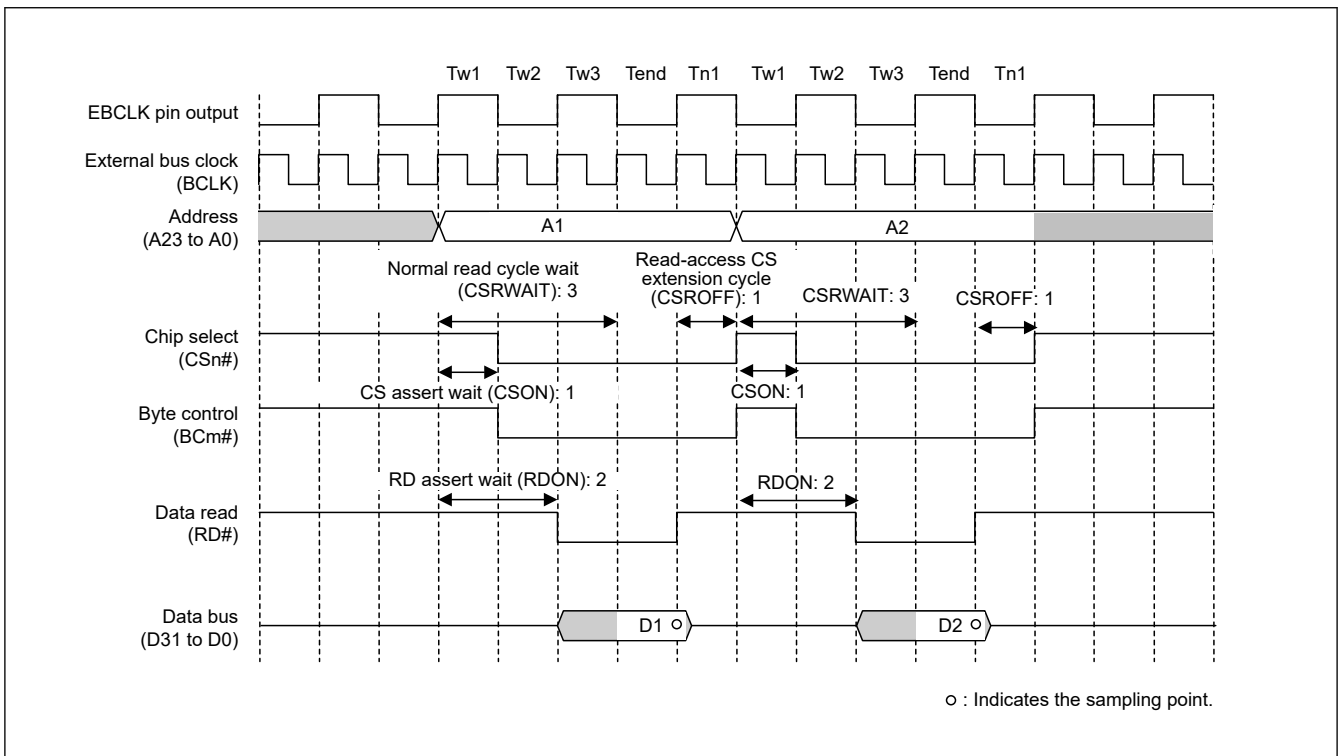 Tw1 Tw2 Tw3 Tend Tn1 Tw1 Tw2 Tw3 Tend Tn1
EBCLK pin output
External bus clock
(BCLK)
Address
(A23 to A0)
A1
A2
Normal read cycle wait
(CSRWAIT): 3
Read-access CS
extension cycle
(CSROFF): 1
CSRWAIT: 3
CSROFF: 1
Chip select
(CSn#)
CS assert wait (CSON): 1
CSON: 1
Byte control
(BCm#)
RD assert wait (RDON): 2
RDON: 2
Data read
(RD#)
Data bus
(D31 to D0)
D1
D2
: Indicates the sampling point.